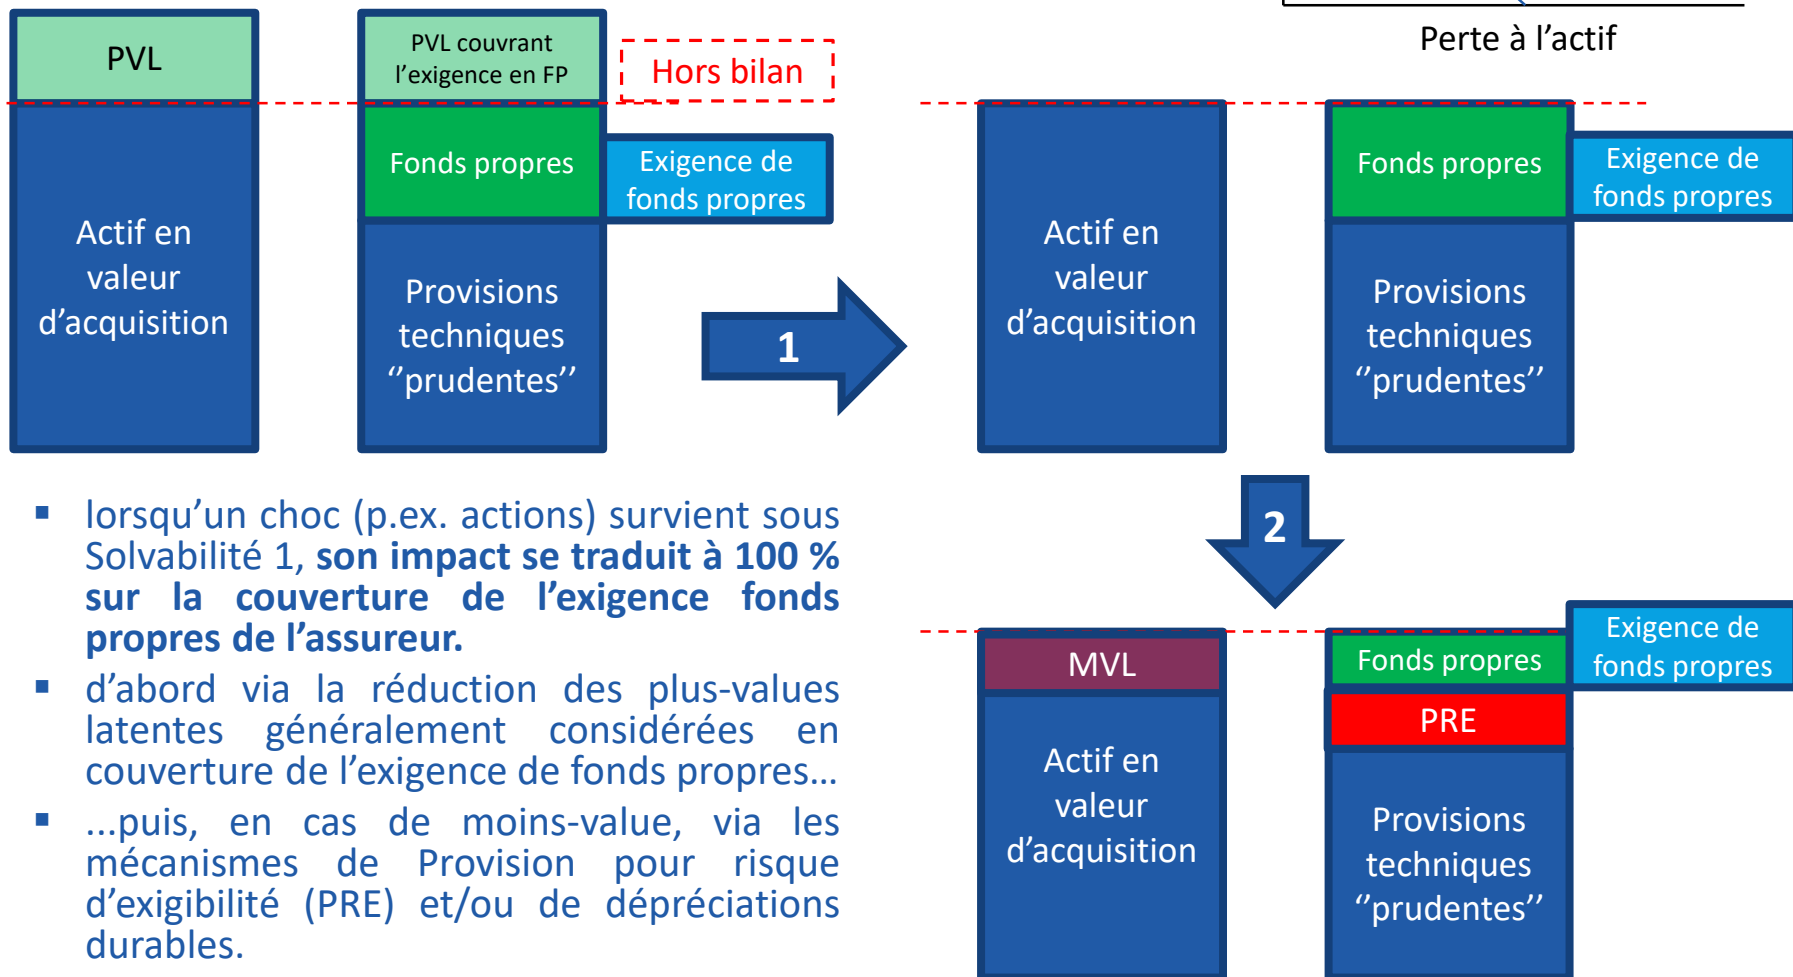 Perte à l’actif
PVL
PVL couvrant
l’exigence en FP
Hors bilan
Actif en
valeur
d’acquisition
Fonds propres
Exigence de
fonds propres
Provisions
techniques
‘’prudentes’’
1
Actif en
valeur
d’acquisition
Fonds propres
Exigence de
fonds propres
Provisions
techniques
‘’prudentes’’
lorsqu’un choc (p.ex. actions) survient sous
Solvabilité 1, son impact se traduit à 100 %
sur la couverture de l’exigence fonds
propres de l’assureur.
d’abord via la réduction des plus-values
latentes généralement considérées en
couverture de l’exigence de fonds propres…
...puis, en cas de moins-value, via les
mécanismes de Provision pour risque
d’exigibilité (PRE) et/ou de dépréciations
durables.
2
MVL
Actif en
valeur
d’acquisition
Fonds propres
Exigence de
fonds propres
PRE
Provisions
techniques
‘’prudentes’’